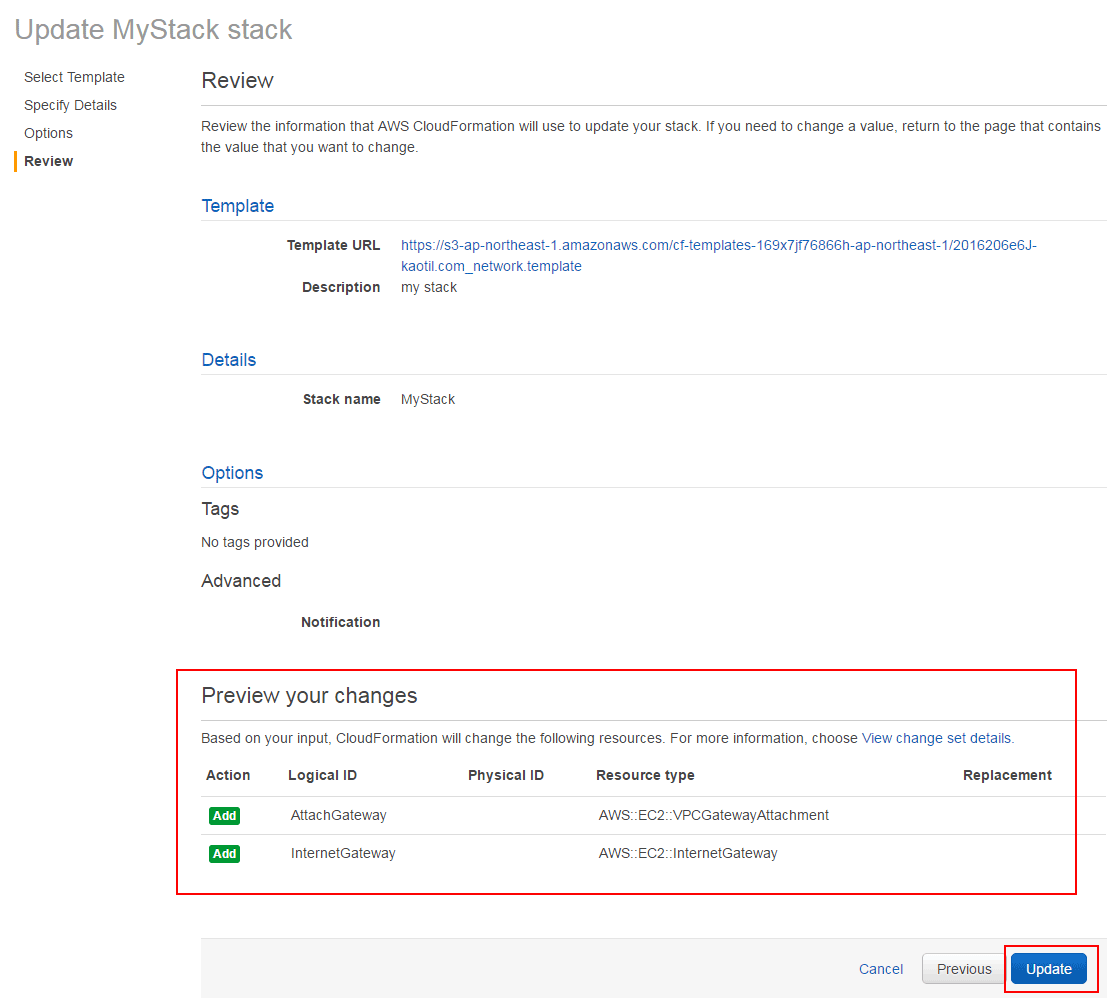 Update MyStack stack
Select Template
Specify Details
Options
Review
Review
Review the information that AWS CloudFormation will use to update your stack. If you need to change a value, return to the page that contains
the value that you want to change.
Template
Template URL https://s3-ap-northeast-1.amazonaws.com/cf-templates-169x7jf76866h-ap-northeast-1/2016206e6J-
kaotil.com_network.template
Description my stack
Details
Stack name MyStack
Options
Tags
No tags provided
Advanced
Notification
Preview your changes
Based on your input, CloudFormation will change the following resources. For more information, choose View change set details.
Action Logical ID Physical ID Resource type Replacement
Add AttachGateway AWS::EC2::VPCGatewayAttachment
Add InternetGateway AWS::EC2::InternetGateway
Cancel Previous Update